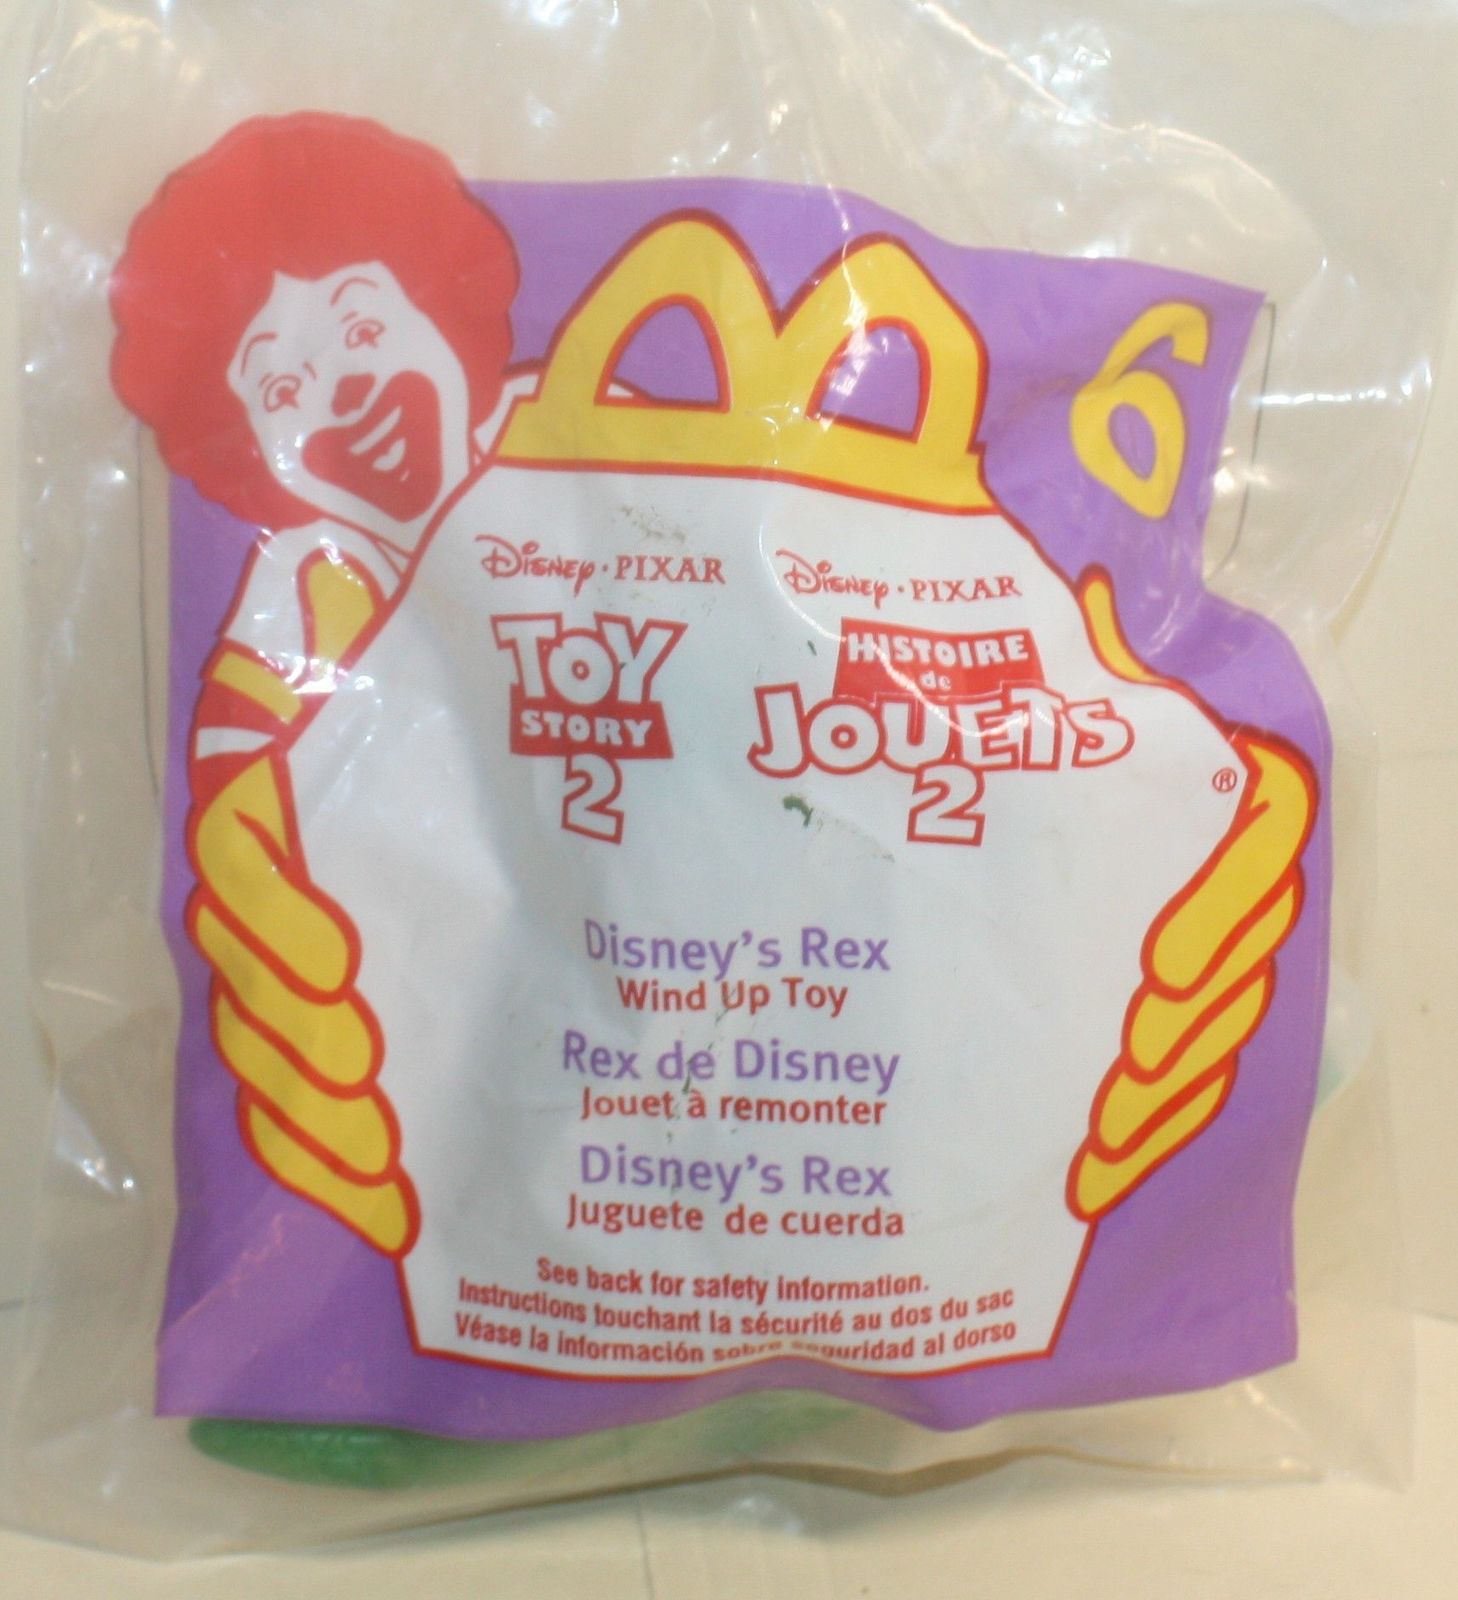 6
Disney · PIXAR
TOY
STORY
2
Disney · PIXAR
HISTOIRE
de
JOUETS
2
®
Disney's Rex
Wind Up Toy
Rex de Disney
Jouet à remonter
Disney's Rex
Juguete de cuerda
See back for safety information.
Instructions touchant la sécurité au dos du sac
Véase la información sobre seguridad al dorso